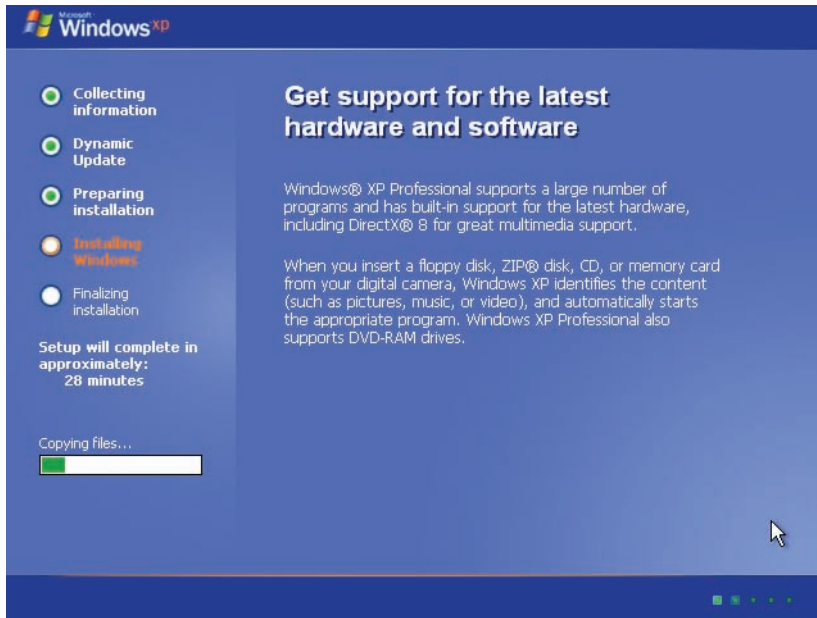 Microsoft
Windows xp
Collecting
information
Dynamic
Update
Preparing
installation
Installing
Windows
Finalizing
installation
Setup will complete in
approximately:
28 minutes
Copying files...
Get support for the latest
hardware and software
Windows® XP Professional supports a large number of
programs and has built-in support for the latest hardware,
including DirectX® 8 for great multimedia support.
When you insert a floppy disk, ZIP® disk, CD, or memory card
from your digital camera, Windows XP identifies the content
(such as pictures, music, or video), and automatically starts
the appropriate program. Windows XP Professional also
supports DVD-RAM drives.